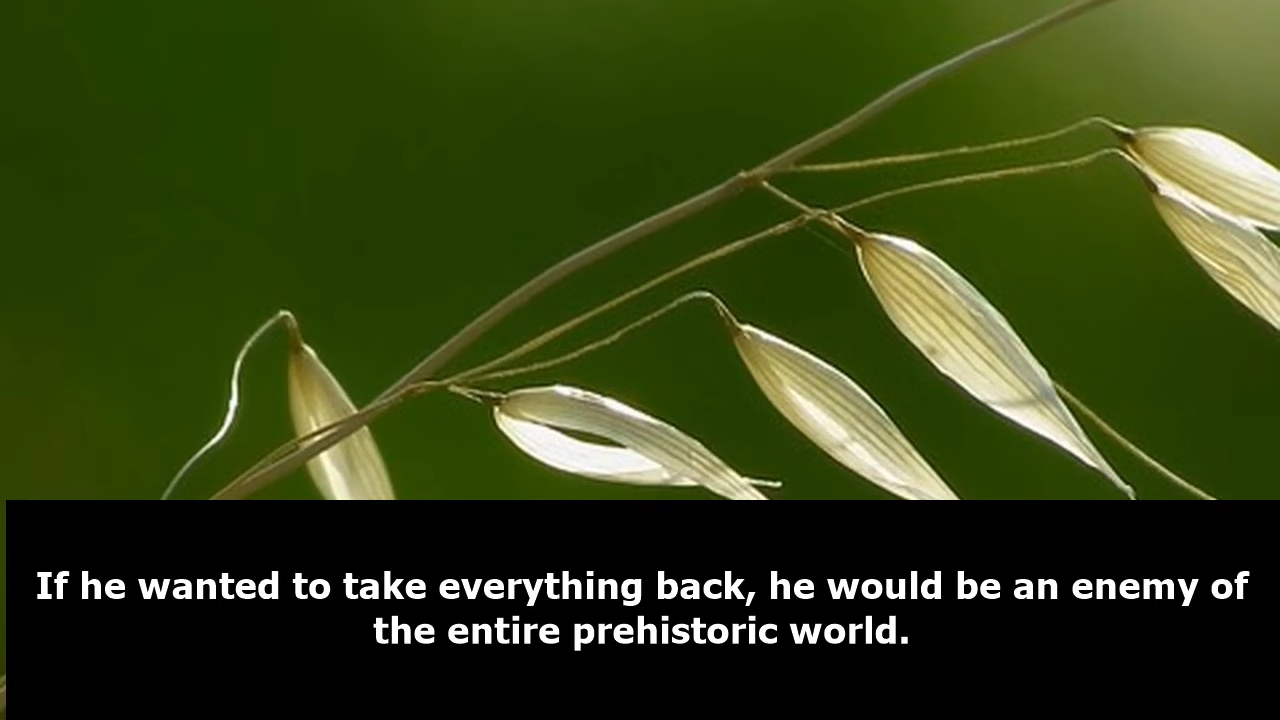 If he wanted to take everything back, he would be an enemy of
the entire prehistoric world.